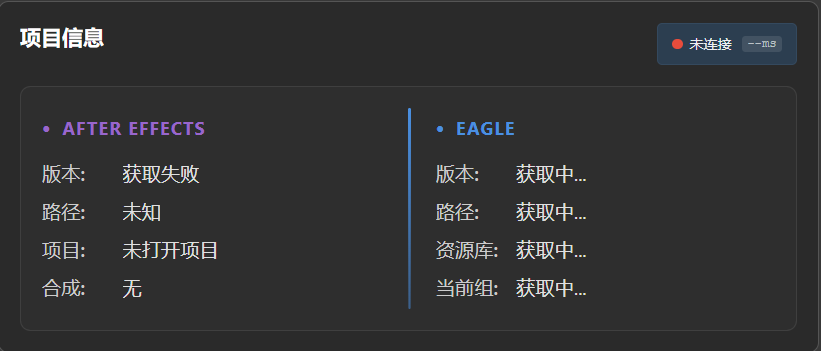 项目信息
未连接 --ms
• AFTER EFFECTS
版本: 获取失败
路径: 未知
项目: 未打开项目
合成: 无
• EAGLE
版本: 获取中...
路径: 获取中...
资源库: 获取中...
当前组: 获取中...